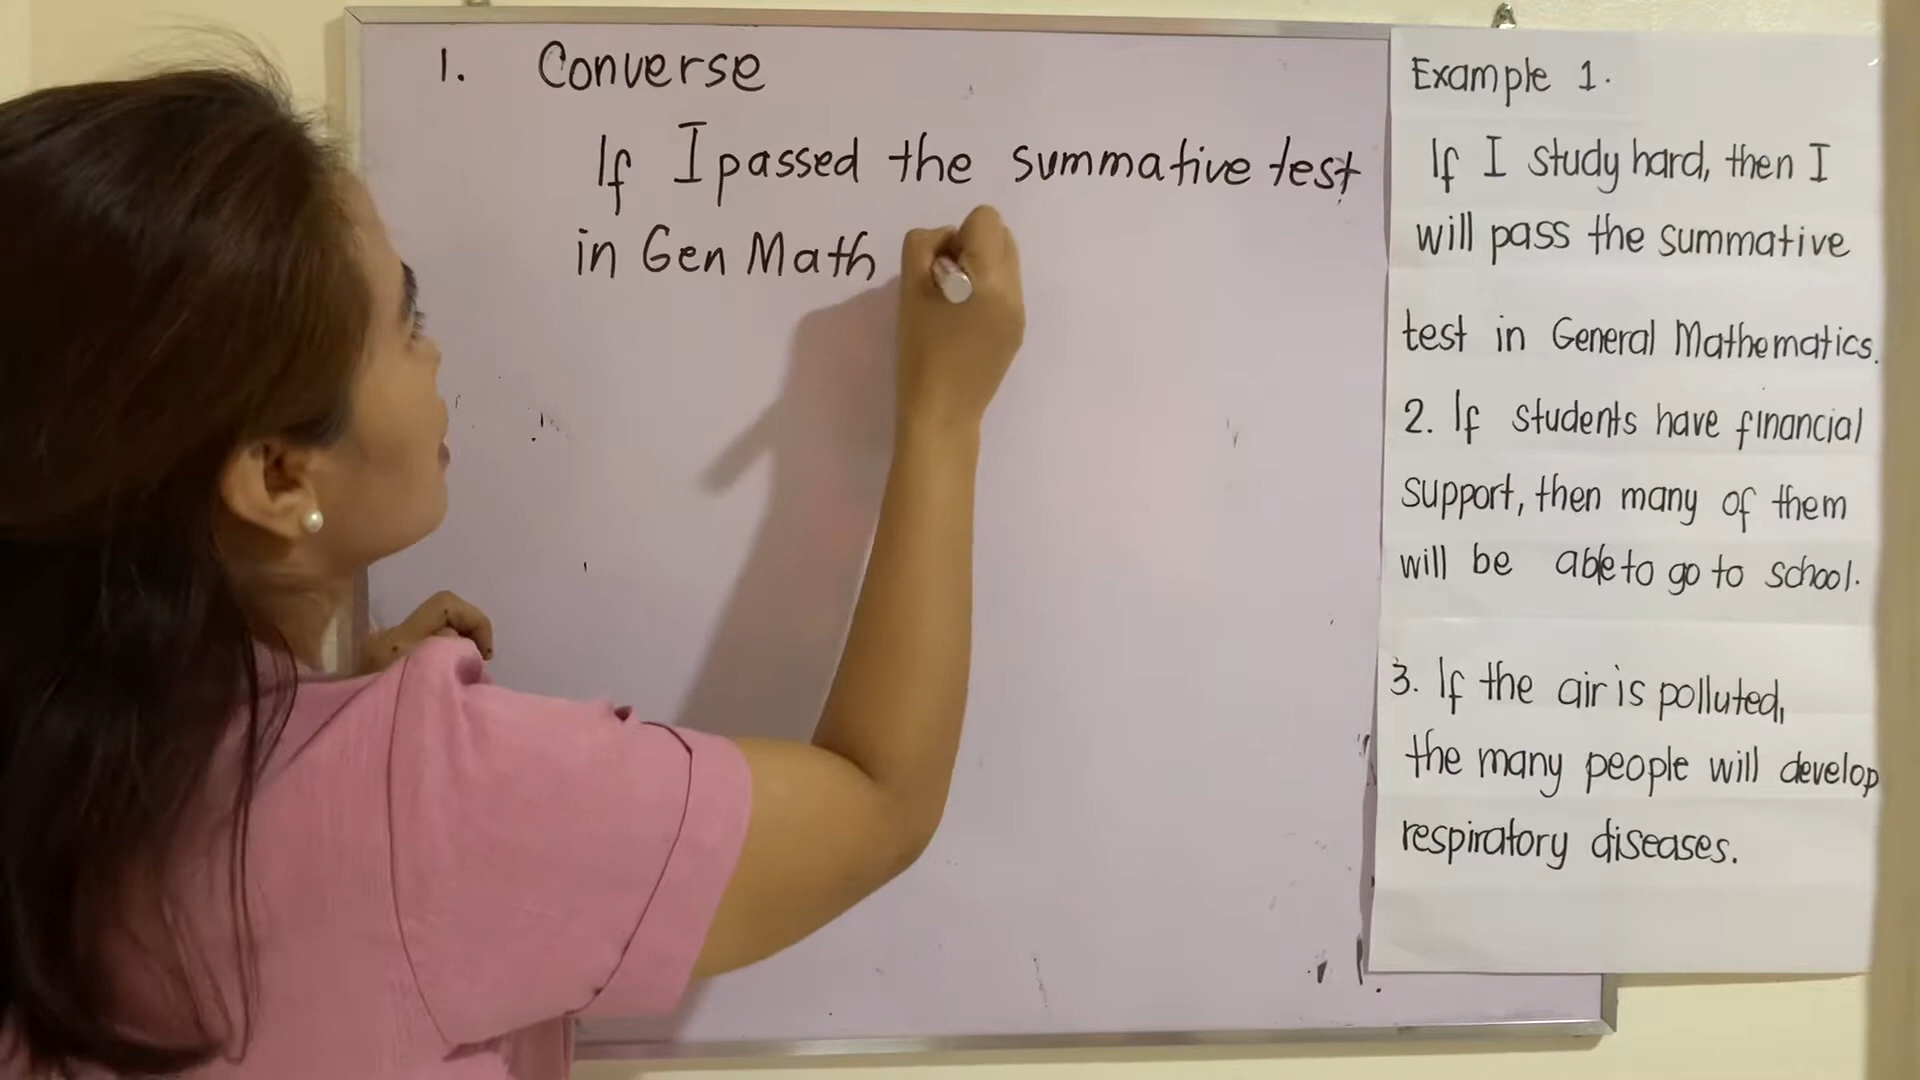 1. Converse
If I passed the summative test
in Gen Math
Example 1.
If I study hard, then I
will pass the summative
test in General Mathematics.
2. If students have financial
support, then many of them
will be able to go to school.
3. If the air is polluted,
the many people will develop
respiratory diseases.